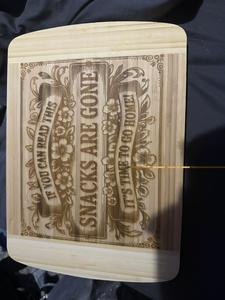 IF YOU CAN READ THIS
SNACKS ARE GONE
IT'S TIME TO GO HOME!